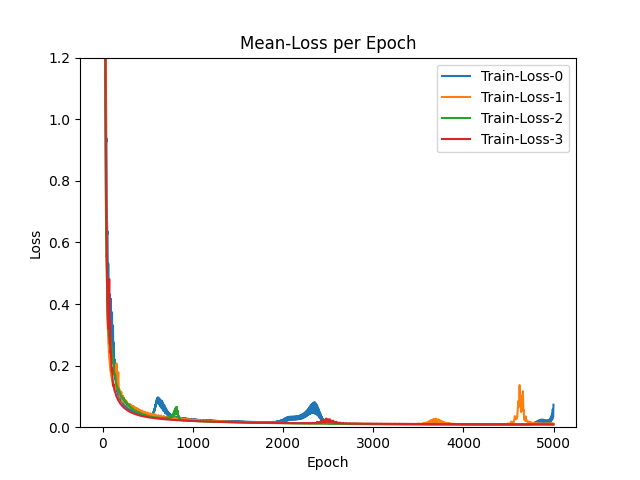 Mean-Loss per Epoch
Train-Loss-0
Train-Loss-1
Train-Loss-2
Train-Loss-3
Loss
1.2
1.0
0.8
0.6
0.4
0.2
0.0
0
1000
2000
3000
4000
5000
Epoch